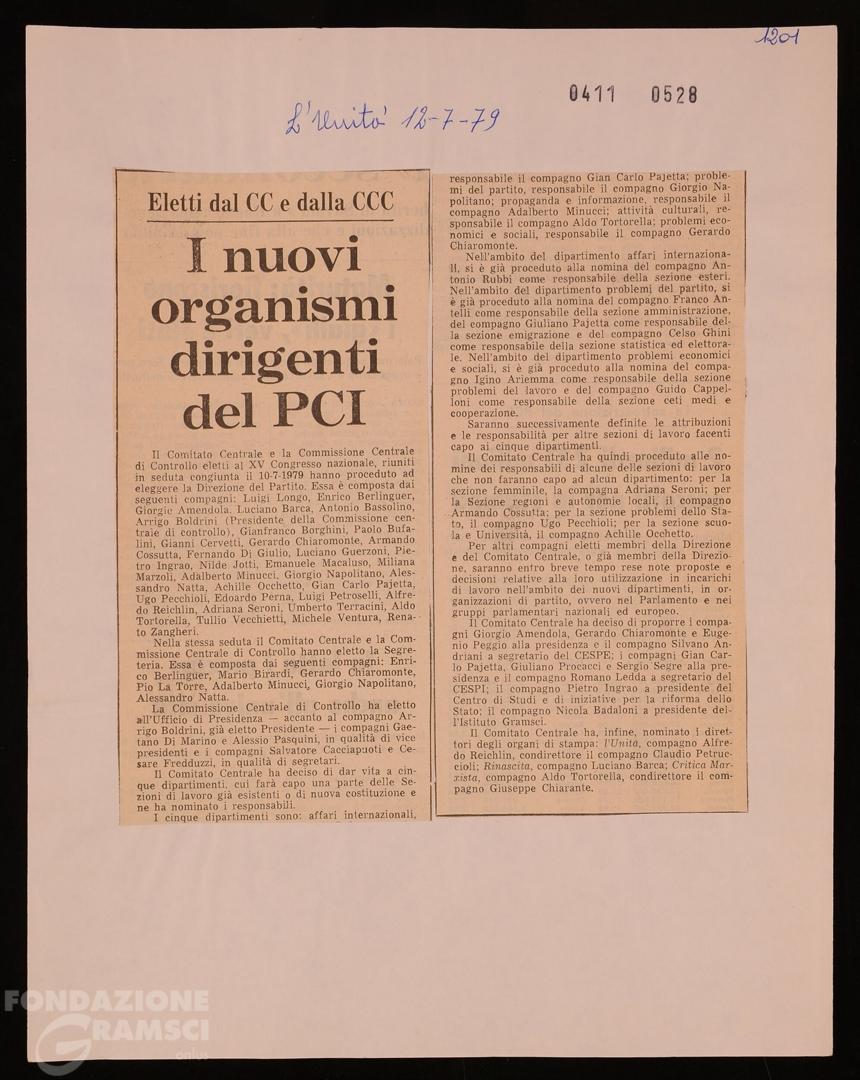 1201
0411 0528
L'Unità 12-7-79
Eletti dal CC e dalla CCC
I nuovi
organismi
dirigenti
del PCI
Il Comitato Centrale e la Commissione Centrale
di Controllo eletti al XV Congresso nazionale, riuniti
in seduta congiunta il 10-7-1979 hanno proceduto ad
eleggere la Direzione del Partito. Essa è composta dai
seguenti compagni: Luigi Longo, Enrico Berlinguer,
Giorgio Amendola, Luciano Barca, Antonio Bassolino,
Arrigo Boldrini (Presidente della Commissione cen-
trale di controllo), Gianfranco Borghini, Paolo Bufa-
lini, Gianni Cervetti, Gerardo Chiaromonte, Armando
Cossutta, Fernando Di Giulio, Luciano Guerzoni, Pie-
tro Ingrao, Nilde Jotti, Emanuele Macaluso, Miliana
Marzoli, Adalberto Minucci, Giorgio Napolitano, Ales-
sandro Natta, Achille Occhetto, Gian Carlo Pajetta,
Ugo Pecchioli, Edoardo Perna, Luigi Petroselli, Alfre-
do Reichlin, Adriana Seroni, Umberto Terracini, Aldo
Tortorella, Tullio Vecchietti, Michele Ventura, Rena-
to Zangheri.
Nella stessa seduta il Comitato Centrale e la Com-
missione Centrale di Controllo hanno eletto la Segre-
teria. Essa è composta dai seguenti compagni: Enri-
co Berlinguer, Mario Birardi, Gerardo Chiaromonte,
Pio La Torre, Adalberto Minucci, Giorgio Napolitano,
Alessandro Natta.
La Commissione Centrale di Controllo ha eletto
all'Ufficio di Presidenza — accanto al compagno Ar-
rigo Boldrini, già eletto Presidente — i compagni Gae-
tano Di Marino e Alessio Pasquini, in qualità di vice
presidenti e i compagni Salvatore Cacciapuoti e Ce-
sare Fredduzzi, in qualità di segretari.
Il Comitato Centrale ha deciso di dar vita a cin-
que dipartimenti, cui farà capo una parte delle Se-
zioni di lavoro già esistenti o di nuova costituzione e
ne ha nominato i responsabili.
I cinque dipartimenti sono: affari internazionali,
responsabile il compagno Gian Carlo Pajetta; proble-
mi del partito, responsabile il compagno Giorgio Na-
politano; propaganda e informazione, responsabile il
compagno Adalberto Minucci; attività culturali, re-
sponsabile il compagno Aldo Tortorella; problemi eco-
nomici e sociali, responsabile il compagno Gerardo
Chiaromonte.
Nell'ambito del dipartimento affari internaziona-
li, si è già proceduto alla nomina del compagno An-
tonio Rubbi come responsabile della sezione esteri.
Nell'ambito del dipartimento problemi del partito, si
è già proceduto alla nomina del compagno Franco An-
telli come responsabile della sezione amministrazione,
del compagno Giuliano Pajetta come responsabile del-
la sezione emigrazione e del compagno Celso Ghini
come responsabile della sezione statistica ed elettora-
le. Nell'ambito del dipartimento problemi economici
e sociali, si è già proceduto alla nomina del compa-
gno Igino Ariemma come responsabile della sezione
problemi del lavoro e del compagno Guido Cappel-
loni come responsabile della sezione ceti medi e
cooperazione.
Saranno successivamente definite le attribuzioni
e le responsabilità per altre sezioni di lavoro facenti
capo ai cinque dipartimenti.
Il Comitato Centrale ha quindi proceduto alle no-
mine dei responsabili di alcune delle sezioni di lavoro
che non faranno capo ad alcun dipartimento: per la
sezione femminile, la compagna Adriana Seroni; per
la Sezione regioni e autonomie locali, il compagno
Armando Cossutta; per la sezione problemi dello Sta-
to, il compagno Ugo Pecchioli; per la sezione scuo-
la e Università, il compagno Achille Occhetto.
Per altri compagni eletti membri della Direzione
e del Comitato Centrale, o già membri della Direzio-
ne, saranno entro breve tempo rese note proposte e
decisioni relative alla loro utilizzazione in incarichi
di lavoro nell'ambito dei nuovi dipartimenti, in or-
ganizzazioni di partito, ovvero nel Parlamento e nei
gruppi parlamentari nazionali ed europeo.
Il Comitato Centrale ha deciso di proporre i compa-
gni Giorgio Amendola, Gerardo Chiaromonte e Euge-
nio Peggio alla presidenza e il compagno Silvano An-
driani a segretario del CESPE; i compagni Gian Car-
lo Pajetta, Giuliano Procacci e Sergio Segre alla pre-
sidenza e il compagno Romano Ledda a segretario del
CESPI; il compagno Pietro Ingrao a presidente del
Centro di Studi e di iniziative per la riforma dello
Stato; il compagno Nicola Badaloni a presidente del-
l'Istituto Gramsci.
Il Comitato Centrale ha, infine, nominato i diret-
tori degli organi di stampa: l'Unità, compagno Alfre-
do Reichlin, condirettore il compagno Claudio Petruc-
cioli; Rinascita, compagno Luciano Barca; Critica Mar-
xista, compagno Aldo Tortorella, condirettore il com-
pagno Giuseppe Chiarante.
FONDAZIONE
GRAMSCI
onlus